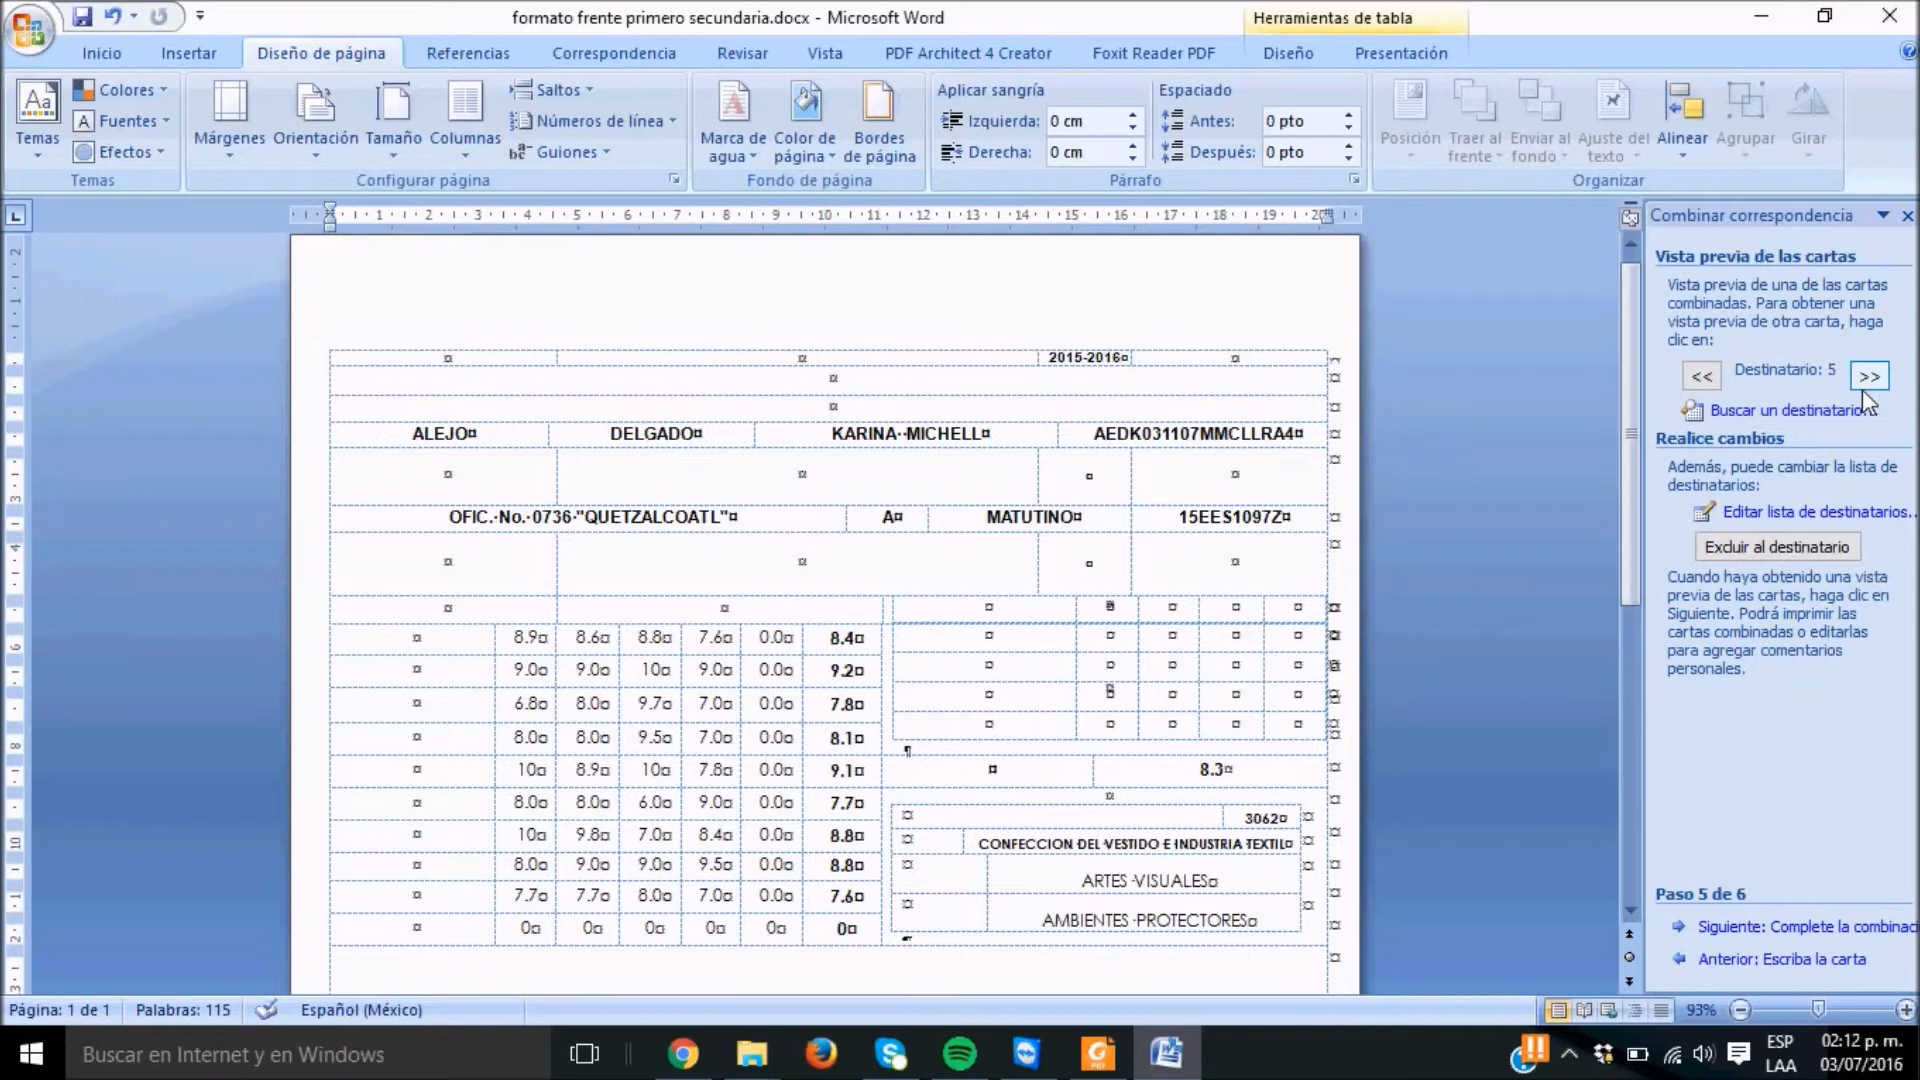 formato frente primero secundaria.docx - Microsoft Word
Herramientas de tabla
Inicio Insertar Diseño de página Referencias Correspondencia Revisar Vista PDF Architect 4 Creator Foxit Reader PDF Diseño Presentación
Temas
Colores
Fuentes
Efectos
Temas
Márgenes Orientación Tamaño Columnas
Saltos
Números de línea
Guiones
Configurar página
Marca de agua
Color de página
Bordes de página
Fondo de página
Aplicar sangría
Izquierda: 0 cm
Derecha: 0 cm
Espaciado
Antes: 0 pto
Después: 0 pto
Párrafo
Posición
Traer al frente
Enviar al fondo
Ajuste del texto
Alinear Agrupar Girar
Organizar
2015-2016¤
ALEJO¤ DELGADO¤ KARINA··MICHELL¤ AEDK031107MMCLLRA4¤
OFIC.·No.·0736·"QUETZALCOATL"¤ A¤ MATUTINO¤ 15EES1097Z¤
8.9¤ 8.6¤ 8.8¤ 7.6¤ 0.0¤ 8.4¤
9.0¤ 9.0¤ 10¤ 9.0¤ 0.0¤ 9.2¤
6.8¤ 8.0¤ 9.7¤ 7.0¤ 0.0¤ 7.8¤
8.0¤ 8.0¤ 9.5¤ 7.0¤ 0.0¤ 8.1¤
10¤ 8.9¤ 10¤ 7.8¤ 0.0¤ 9.1¤
8.0¤ 8.0¤ 6.0¤ 9.0¤ 0.0¤ 7.7¤
10¤ 9.8¤ 7.0¤ 8.4¤ 0.0¤ 8.8¤
8.0¤ 9.0¤ 9.0¤ 9.5¤ 0.0¤ 8.8¤
7.7¤ 7.7¤ 8.0¤ 7.0¤ 0.0¤ 7.6¤
0¤ 0¤ 0¤ 0¤ 0¤ 0¤
8.3¤
3062¤
CONFECCION·DEL·VESTIDO·E·INDUSTRIA·TEXTIL¤
ARTES·VISUALES¤
AMBIENTES·PROTECTORES¤
Combinar correspondencia
Vista previa de las cartas
Vista previa de una de las cartas
combinadas. Para obtener una
vista previa de otra carta, haga
clic en:
<< Destinatario: 5 >>
Buscar un destinatario
Realice cambios
Además, puede cambiar la lista de
destinatarios:
Editar lista de destinatarios..
Excluir al destinatario
Cuando haya obtenido una vista
previa de las cartas, haga clic en
Siguiente. Podrá imprimir las
cartas combinadas o editarlas
para agregar comentarios
personales.
Paso 5 de 6
Siguiente: Complete la combinac
Anterior: Escriba la carta
Página: 1 de 1 Palabras: 115 Español (México) 93%
Buscar en Internet y en Windows
ESP
LAA
02:12 p. m.
03/07/2016